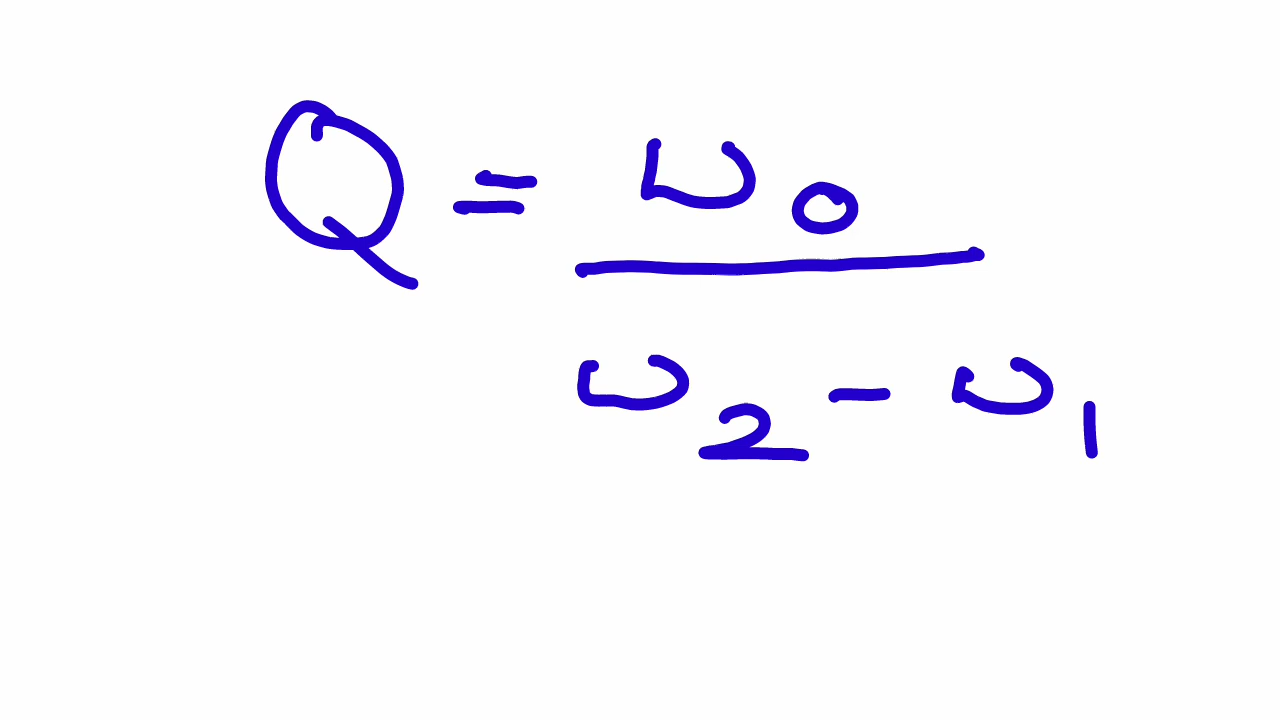 Q = ω₀
ω₂ - ω₁